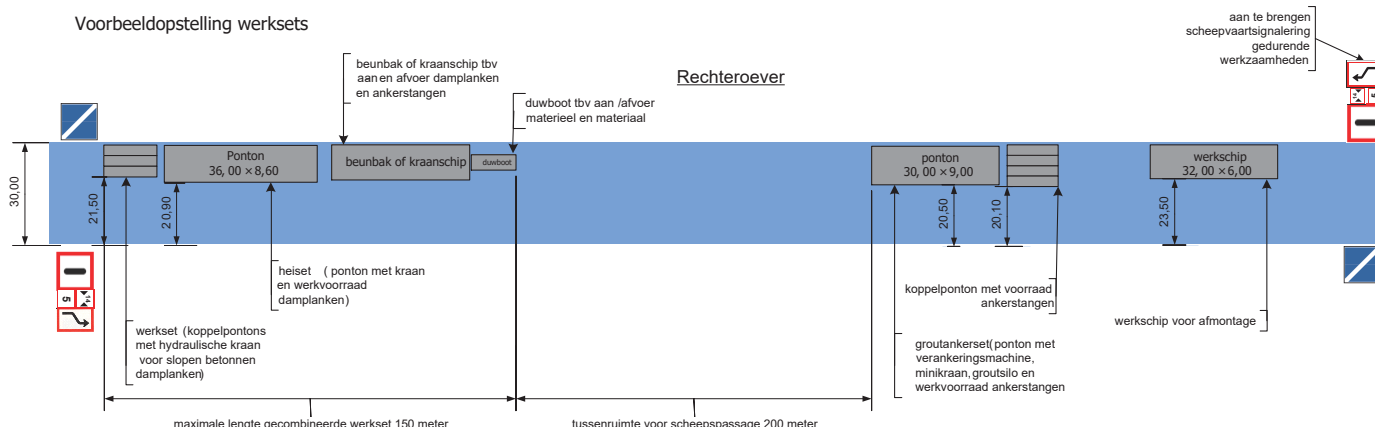 Voorbeeldopstelling werksets
aan te brengen
scheepvaartsignalering
gedurende
werkzaamheden
beunbak of kraanschip tbv
aan en afvoer damplanken
en ankerstangen
Rechteroever
duwboot tbv aan /afvoer
materieel en materiaal
Ponton
36,00 x 8,60
beunbak of kraanschip
duwboot
ponton
30,00 x 9,00
werkschip
32,00 x 6,00
30,00
21,50
20,90
20,50
20,10
23,50
14
5
14
5
heiset (ponton met kraan
en werkvoorraad
damplanken)
koppelponton met voorraad
ankerstangen
werkschip voor afmontage
werkset (koppelpontons
met hydraulische kraan
voor slopen betonnen
damplanken)
groutankerset(ponton met
verankeringsmachine,
minikraan, groutsilo en
werkvoorraad ankerstangen
maximale lengte gecombineerde werkset 150 meter
tussenruimte voor scheepspassage 200 meter